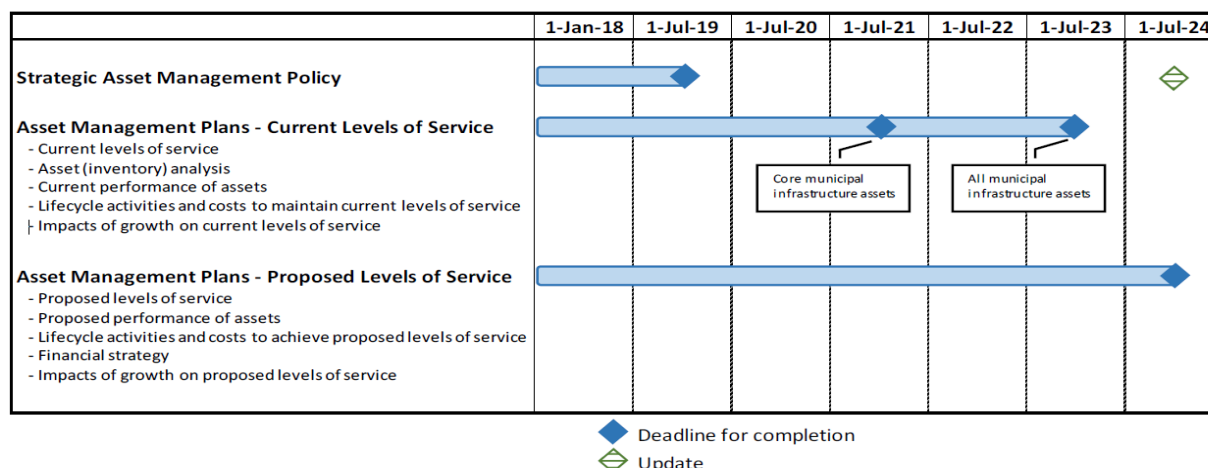 1-Jan-18 1-Jul-19 1-Jul-20 1-Jul-21 1-Jul-22 1-Jul-23 1-Jul-24
Strategic Asset Management Policy
Asset Management Plans - Current Levels of Service
- Current levels of service
- Asset (inventory) analysis
- Current performance of assets
- Lifecycle activities and costs to maintain current levels of service
- Impacts of growth on current levels of service
Core municipal
infrastructure assets
All municipal
infrastructure assets
Asset Management Plans - Proposed Levels of Service
- Proposed levels of service
- Proposed performance of assets
- Lifecycle activities and costs to achieve proposed levels of service
- Financial strategy
- Impacts of growth on proposed levels of service
Deadline for completion
Update